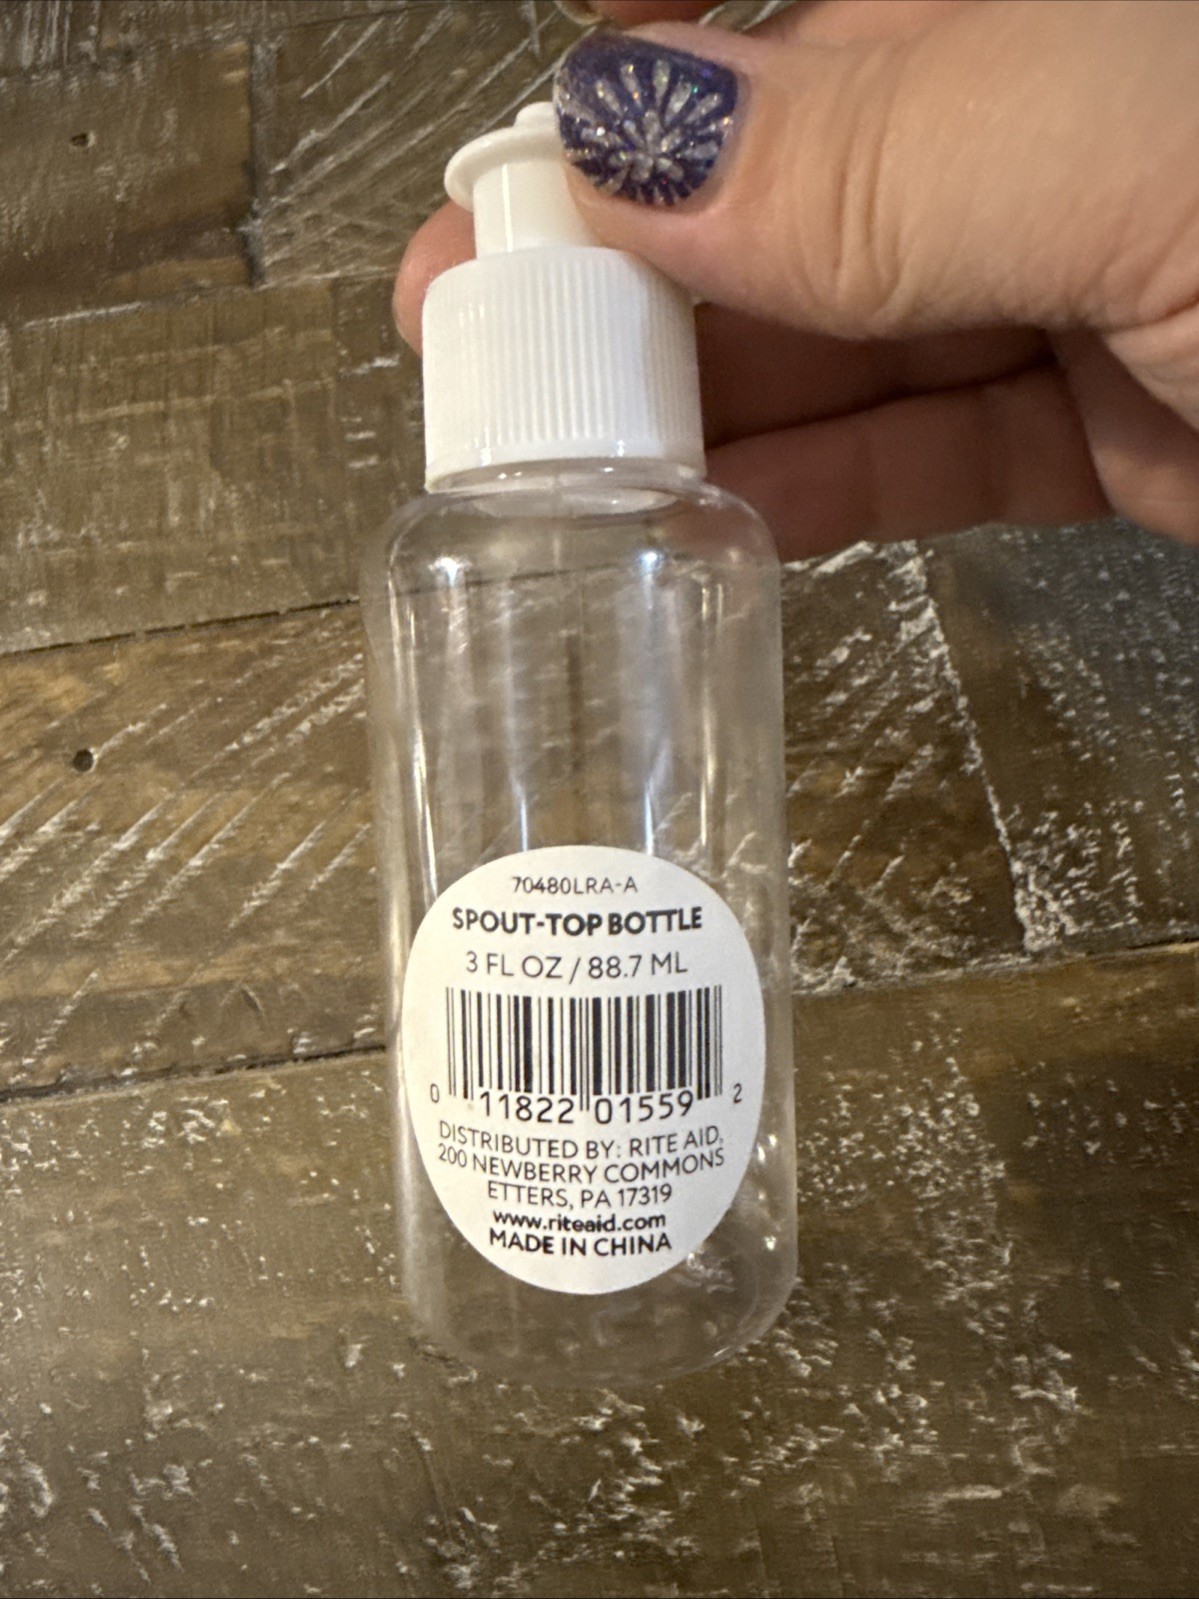 70480LRA-A
SPOUT-TOP BOTTLE
3 FL OZ / 88.7 ML
0 11822 01559 2
DISTRIBUTED BY: RITE AID,
200 NEWBERRY COMMONS
ETTERS, PA 17319
www.riteaid.com
MADE IN CHINA